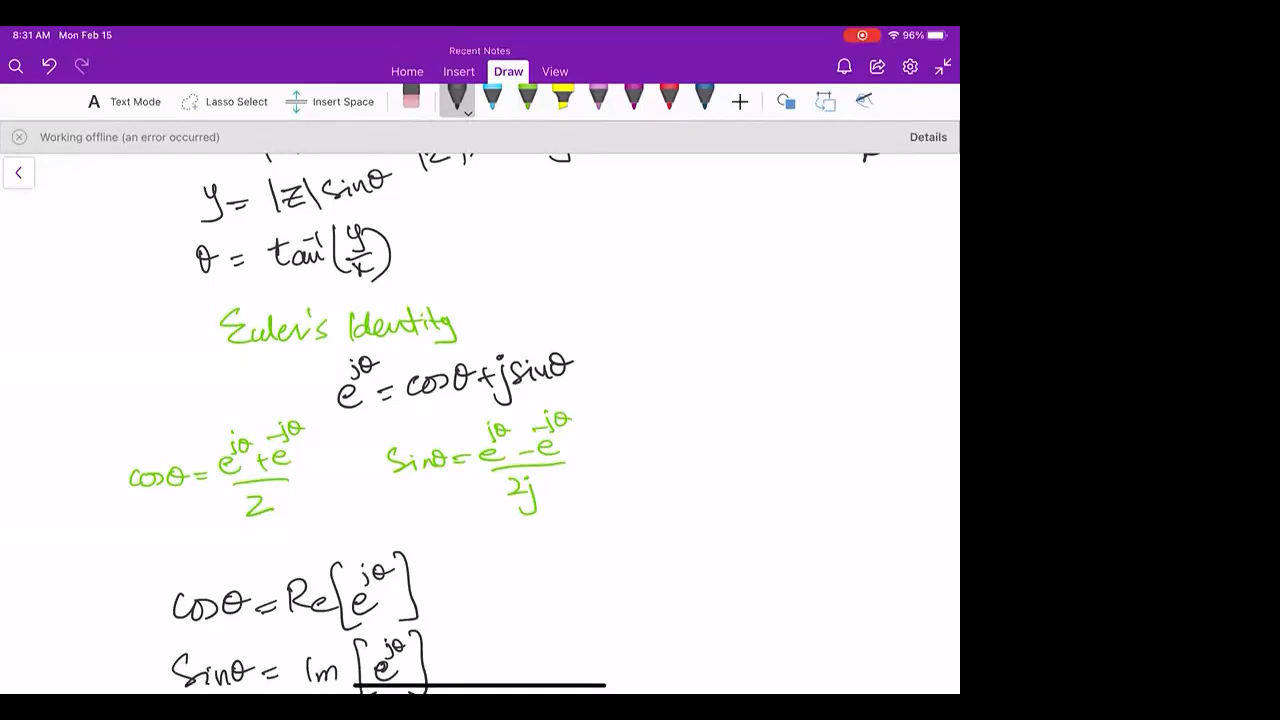 8:31 AM Mon Feb 15
96%
Recent Notes
Home Insert Draw View
Text Mode Lasso Select Insert Space
Working offline (an error occurred) Details
y = |z| sinθ
θ = tan⁻¹(y/x)
Euler's Identity
e^jθ = cosθ + j sinθ
cosθ = (e^jθ + e^-jθ)/2 sinθ = (e^jθ - e^-jθ)/2j
cosθ = Re[e^jθ]
sinθ = Im[e^jθ]